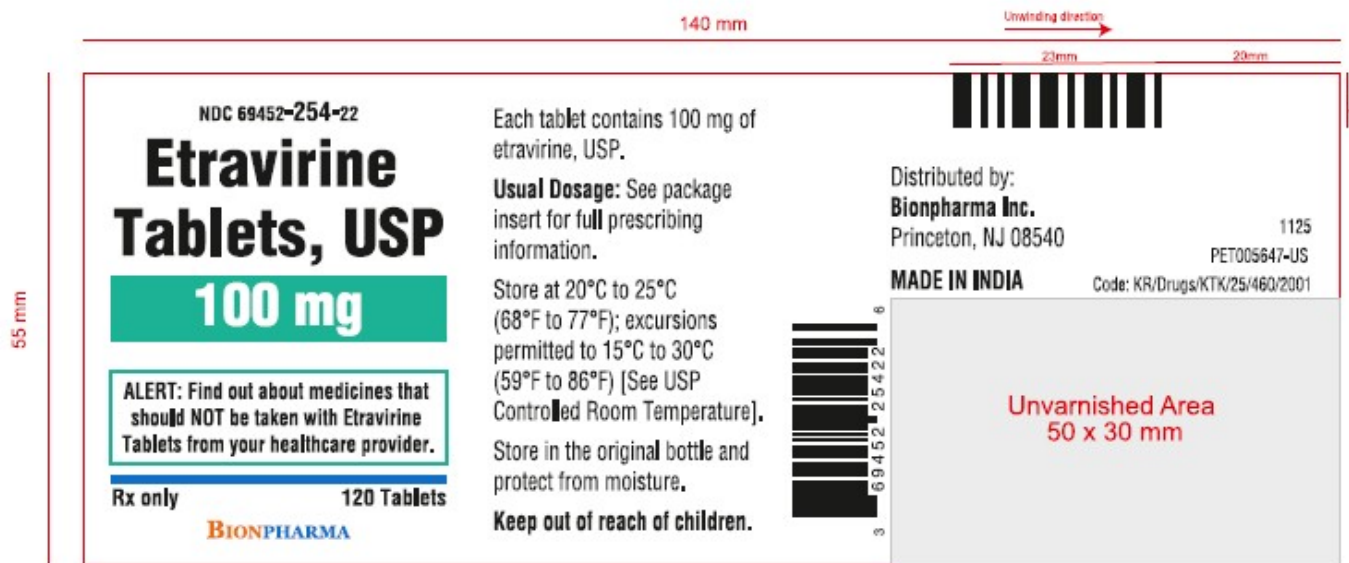 140 mm
Unwinding direction
23mm
20mm
55 mm
NDC 69452-254-22
Etravirine
Tablets, USP
100 mg
ALERT: Find out about medicines that
should NOT be taken with Etravirine
Tablets from your healthcare provider.
Rx only 120 Tablets
BIONPHARMA
Each tablet contains 100 mg of
etravirine, USP.
Usual Dosage: See package
insert for full prescribing
information.
Store at 20°C to 25°C
(68°F to 77°F); excursions
permitted to 15°C to 30°C
(59°F to 86°F) [See USP
Controlled Room Temperature].
Store in the original bottle and
protect from moisture.
Keep out of reach of children.
3 69452 25422 6
Distributed by:
Bionpharma Inc.
Princeton, NJ 08540
1125
PET005647-US
MADE IN INDIA Code: KR/Drugs/KTK/25/460/2001
Unvarnished Area
50 x 30 mm